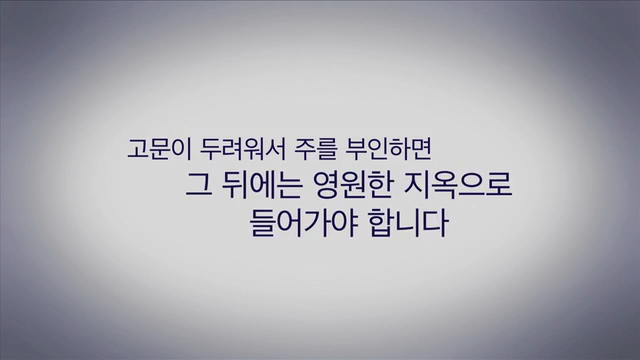 고문이 두려워서 주를 부인하면
그 뒤에는 영원한 지옥으로
들어가야 합니다